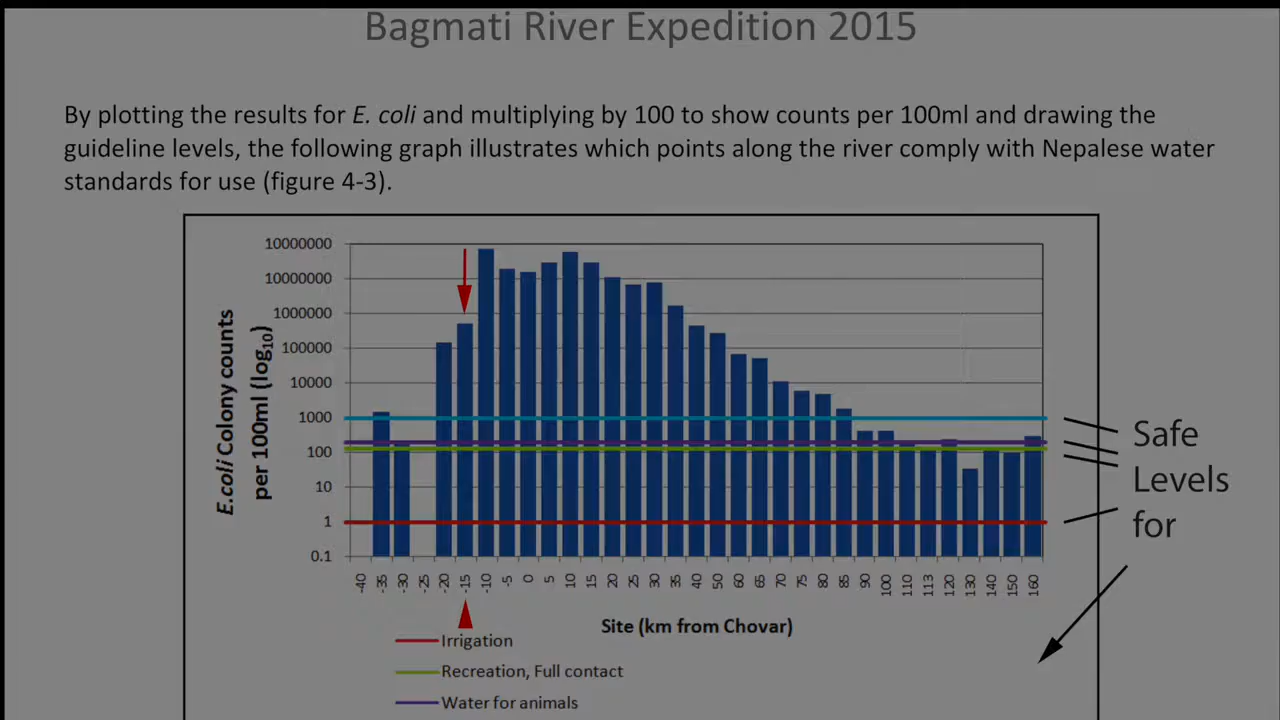 Bagmati River Expedition 2015
By plotting the results for E. coli and multiplying by 100 to show counts per 100ml and drawing the
guideline levels, the following graph illustrates which points along the river comply with Nepalese water
standards for use (figure 4-3).
E.coli Colony counts
per 100ml (log10)
10000000
10000000
1000000
100000
10000
1000
100
10
1
0.1
-40 -35 -30 -25 -20 -15 -10 -5 0 5 10 15 20 25 30 35 40 50 60 65 70 75 80 85 90 100 110 113 120 130 140 150 160
Site (km from Chovar)
Irrigation
Recreation, Full contact
Water for animals
Safe
Levels
for